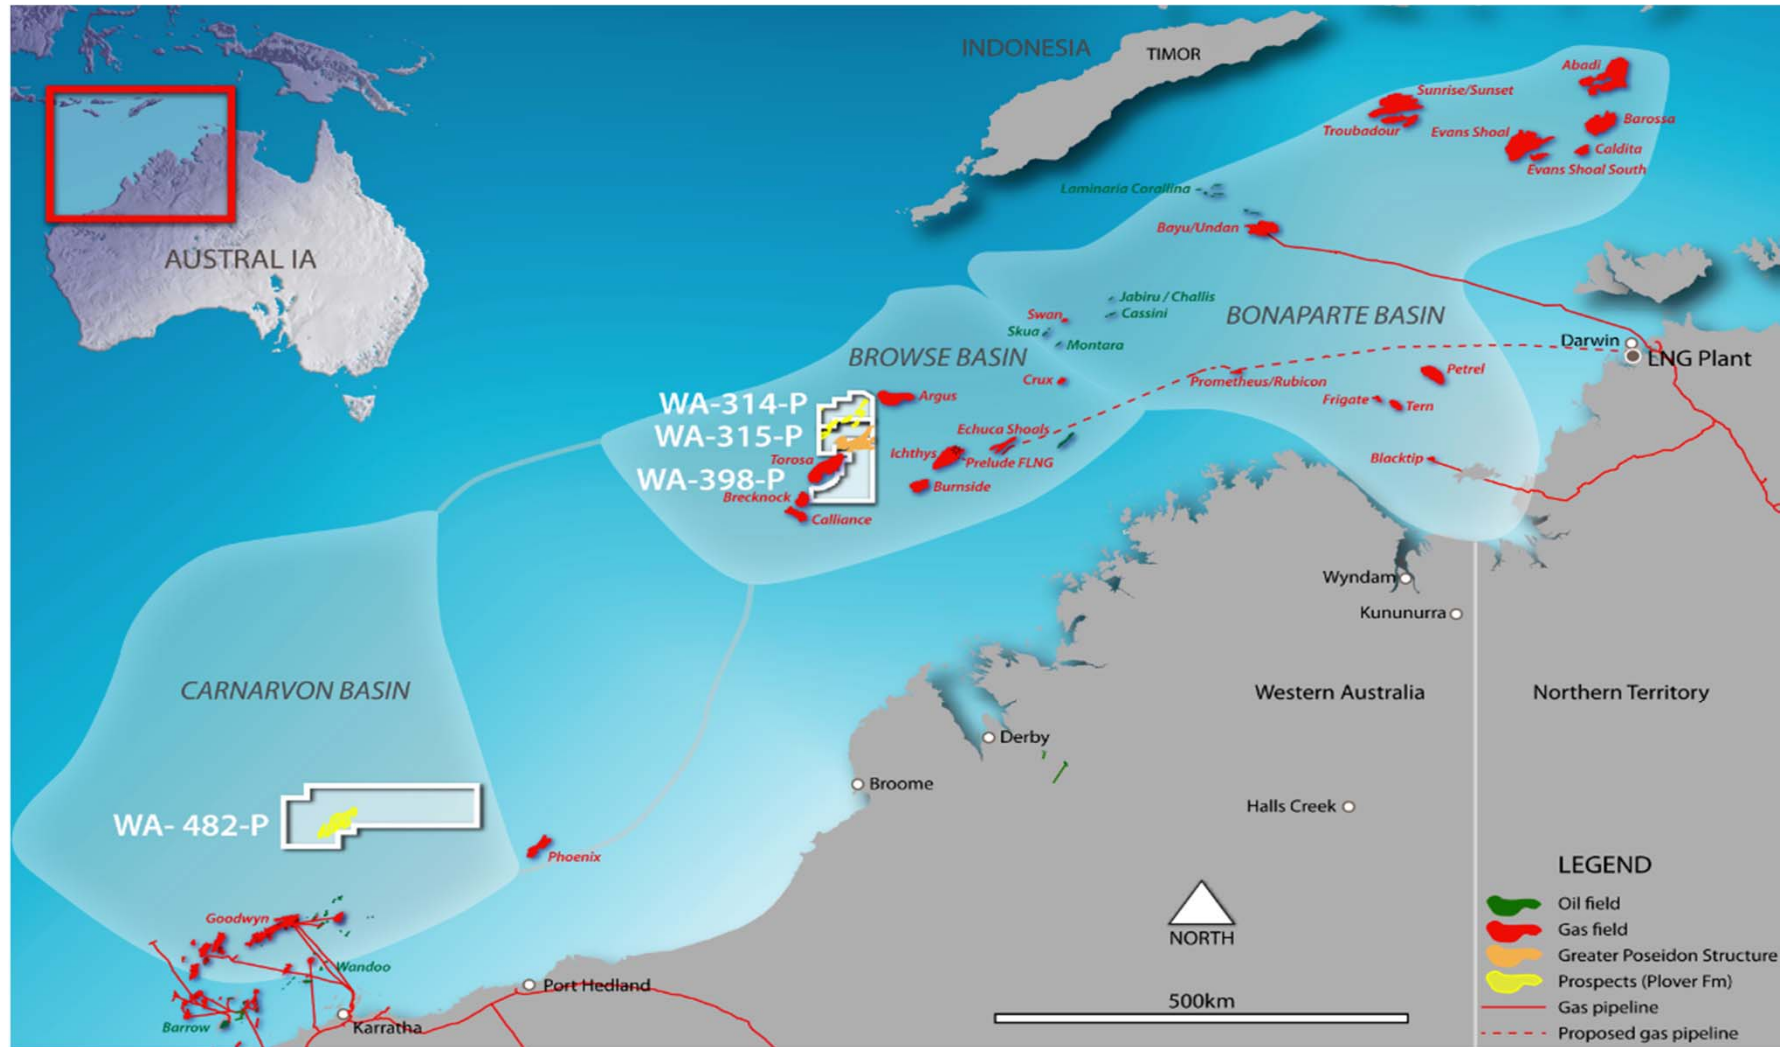 INDONESIA
TIMOR
Abadi
Sunrise/Sunset
Troubadour
Evans Shoal
Barossa
Caldita
Evans Shoal South
Laminaria Corallina
Bayu/Undan
AUSTRAL IA
Jabiru / Challis
Swan
Cassini
Skua
Montara
BONAPARTE BASIN
BROWSE BASIN
Darwin
LNG Plant
Crux
Prometheus/Rubicon
Petrel
Frigate
Tern
WA-314-P
Argus
WA-315-P
Echuca Shoals
Torosa
Ichthys
Prelude FLNG
Blacktip
WA-398-P
Burnside
Brecknock
Calliance
Wyndam
Kununurra
CARNARVON BASIN
Western Australia
Northern Territory
Derby
Broome
Halls Creek
WA- 482-P
Phoenix
LEGEND
Oil field
Gas field
Greater Poseidon Structure
Prospects (Plover Fm)
Gas pipeline
Proposed gas pipeline
Goodwyn
NORTH
Wandoo
Port Hedland
500km
Barrow
Karratha